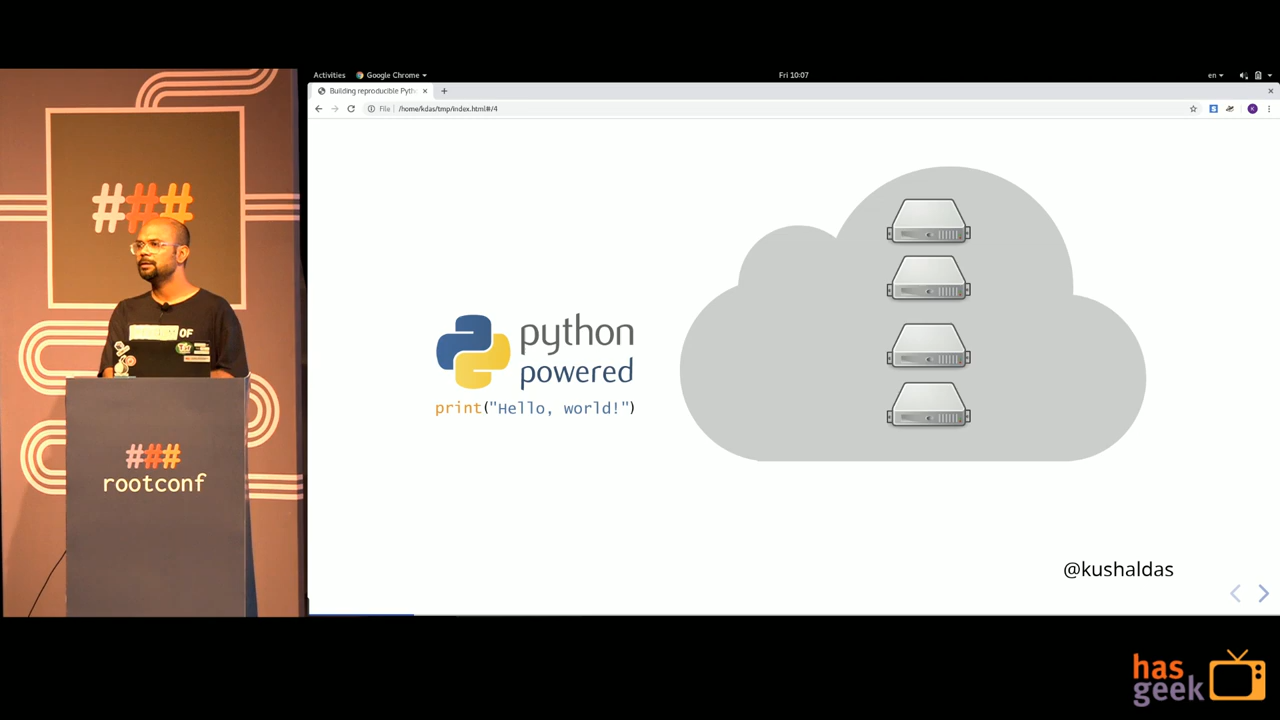 Activities
Google Chrome
Fri 10:07
en
Building reproducible Pyth
File
/home/kdas/tmp/index.html#/4
###
OF
###
rootconf
python
powered
print("Hello, world!")
@kushaldas
has
geek